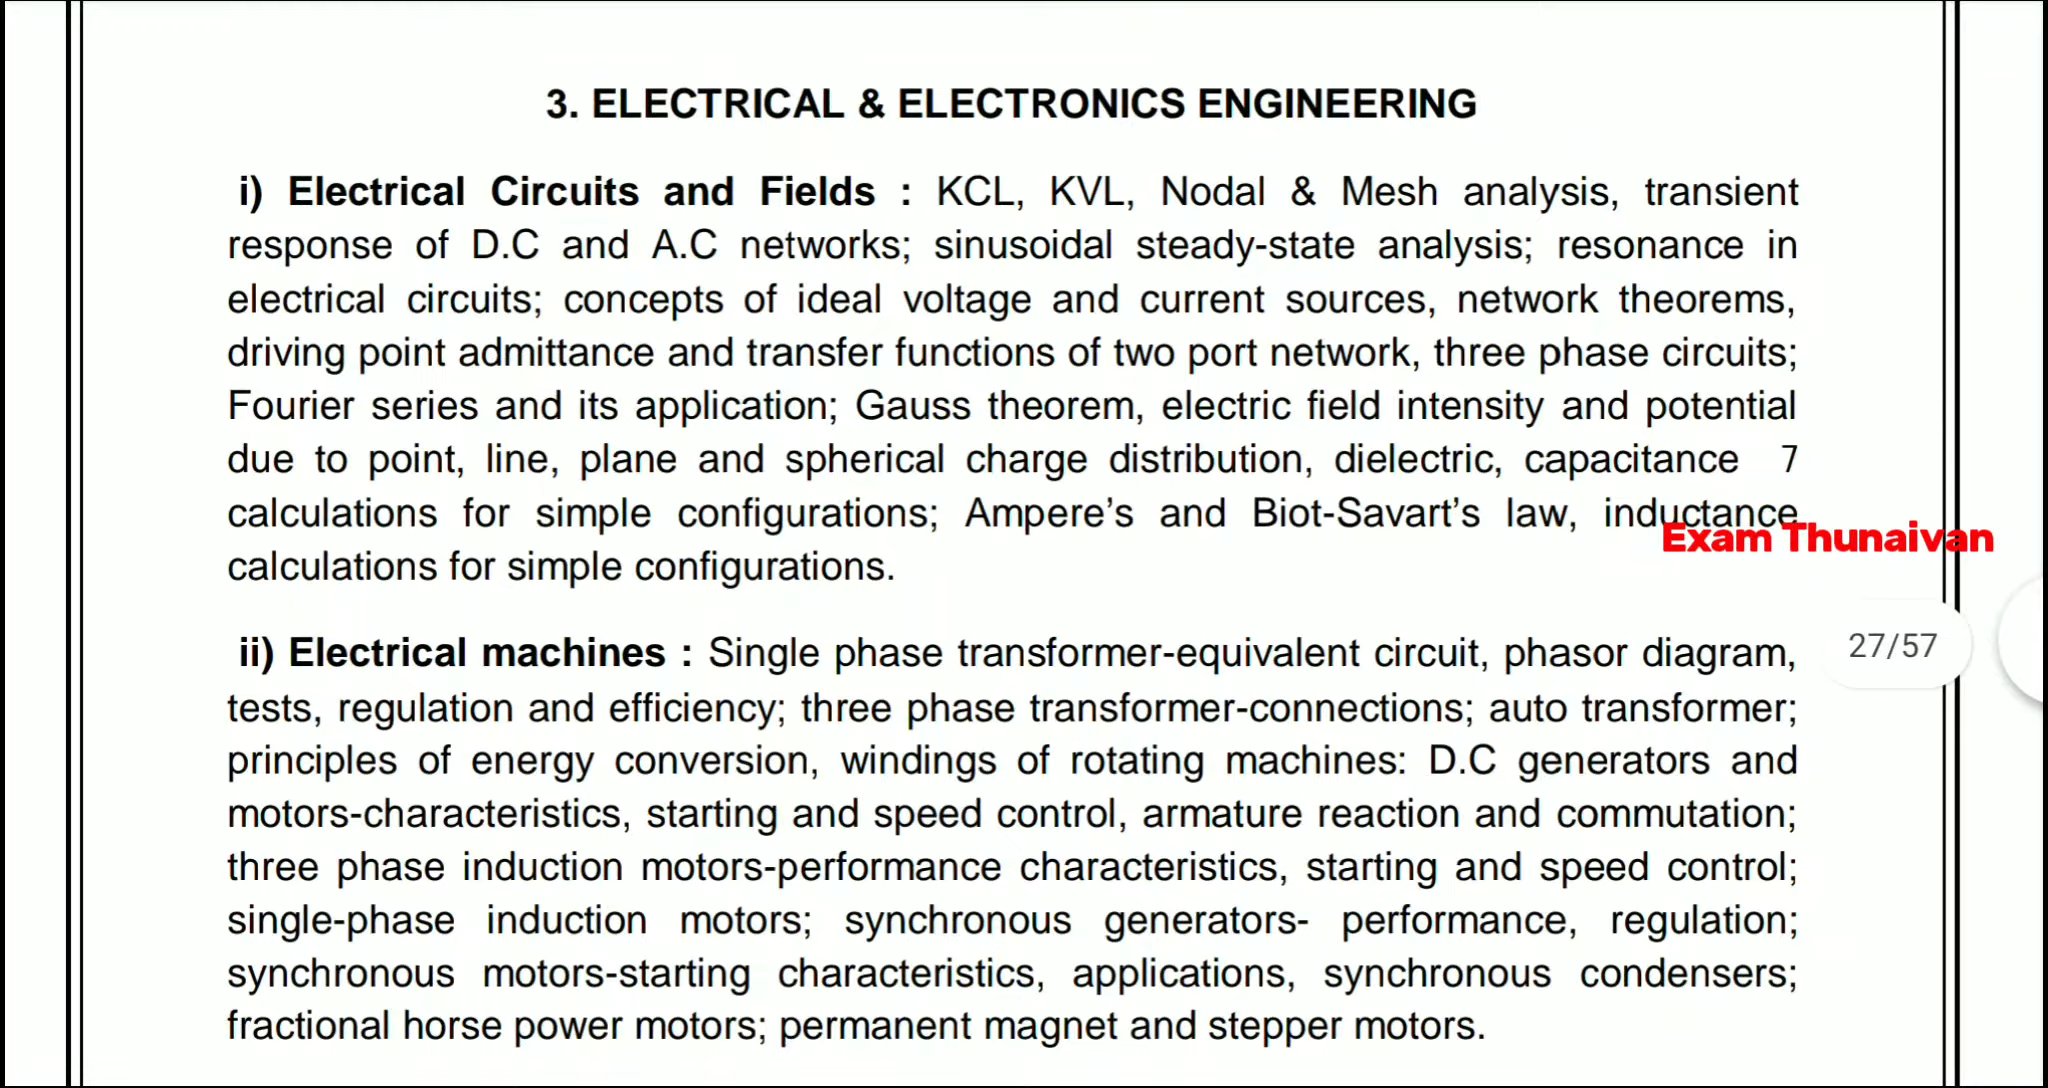 3. ELECTRICAL & ELECTRONICS ENGINEERING
i) Electrical Circuits and Fields : KCL, KVL, Nodal & Mesh analysis, transient
response of D.C and A.C networks; sinusoidal steady-state analysis; resonance in
electrical circuits; concepts of ideal voltage and current sources, network theorems,
driving point admittance and transfer functions of two port network, three phase circuits;
Fourier series and its application; Gauss theorem, electric field intensity and potential
due to point, line, plane and spherical charge distribution, dielectric, capacitance 7
calculations for simple configurations; Ampere’s and Biot-Savart’s law, inductance
Exam Thunaivan
calculations for simple configurations.
ii) Electrical machines : Single phase transformer-equivalent circuit, phasor diagram,
27/57
tests, regulation and efficiency; three phase transformer-connections; auto transformer;
principles of energy conversion, windings of rotating machines: D.C generators and
motors-characteristics, starting and speed control, armature reaction and commutation;
three phase induction motors-performance characteristics, starting and speed control;
single-phase induction motors; synchronous generators- performance, regulation;
synchronous motors-starting characteristics, applications, synchronous condensers;
fractional horse power motors; permanent magnet and stepper motors.